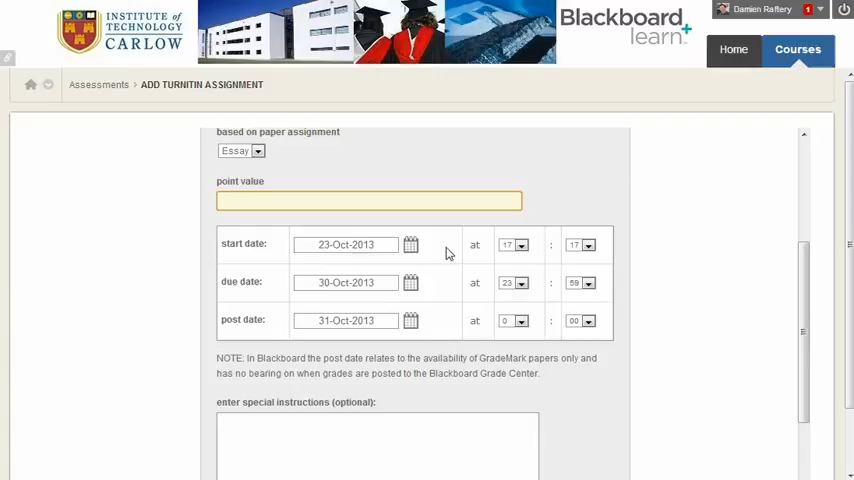 INSTITUTE of
TECHNOLOGY
CARLOW
Blackboard
learn+
Damien Raftery
1
Home
Courses
Assessments > ADD TURNITIN ASSIGNMENT
based on paper assignment
Essay
point value
start date: 23-Oct-2013 at 17 : 17
due date: 30-Oct-2013 at 23 : 59
post date: 31-Oct-2013 at 0 : 00
NOTE: In Blackboard the post date relates to the availability of GradeMark papers only and
has no bearing on when grades are posted to the Blackboard Grade Center.
enter special instructions (optional):